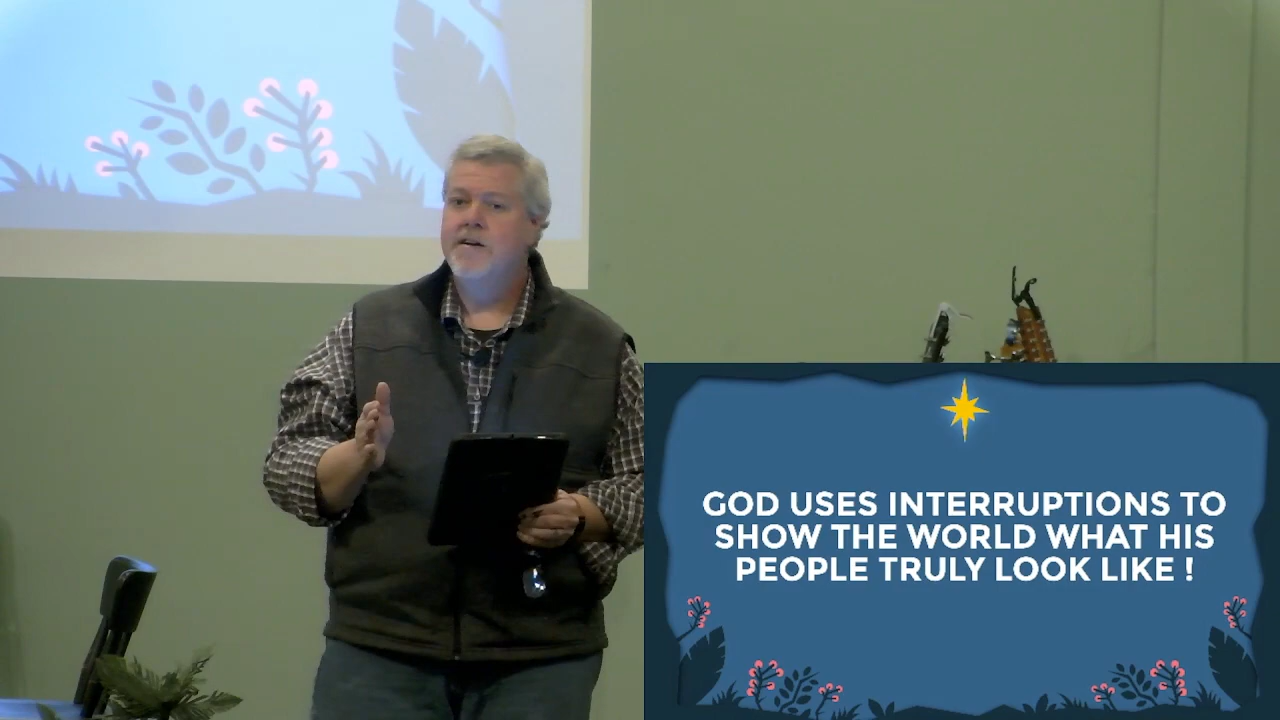 GOD USES INTERRUPTIONS TO
SHOW THE WORLD WHAT HIS
PEOPLE TRULY LOOK LIKE !